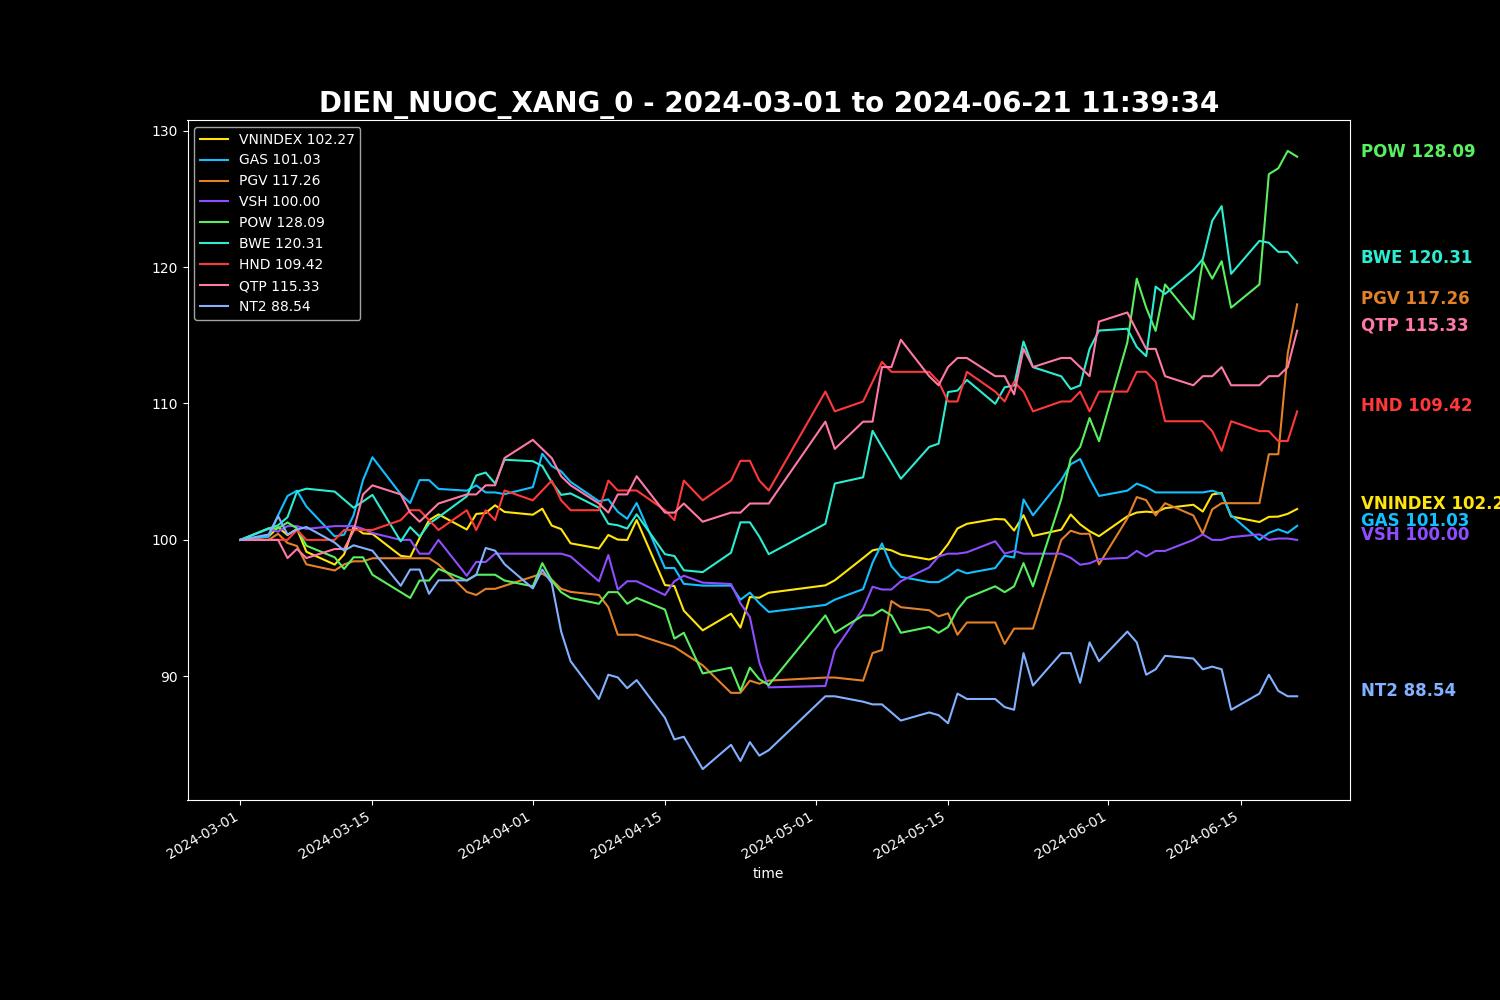 DIEN_NUOC_XANG_0 - 2024-03-01 to 2024-06-21 11:39:34
VNINDEX 102.27
GAS 101.03
PGV 117.26
VSH 100.00
POW 128.09
BWE 120.31
HND 109.42
QTP 115.33
NT2 88.54
130
120
110
100
90
POW 128.09
BWE 120.31
PGV 117.26
QTP 115.33
HND 109.42
VNINDEX 102.2
GAS 101.03
VSH 100.00
NT2 88.54
2024-03-01
2024-03-15
2024-04-01
2024-04-15
2024-05-01
2024-05-15
2024-06-01
2024-06-15
time